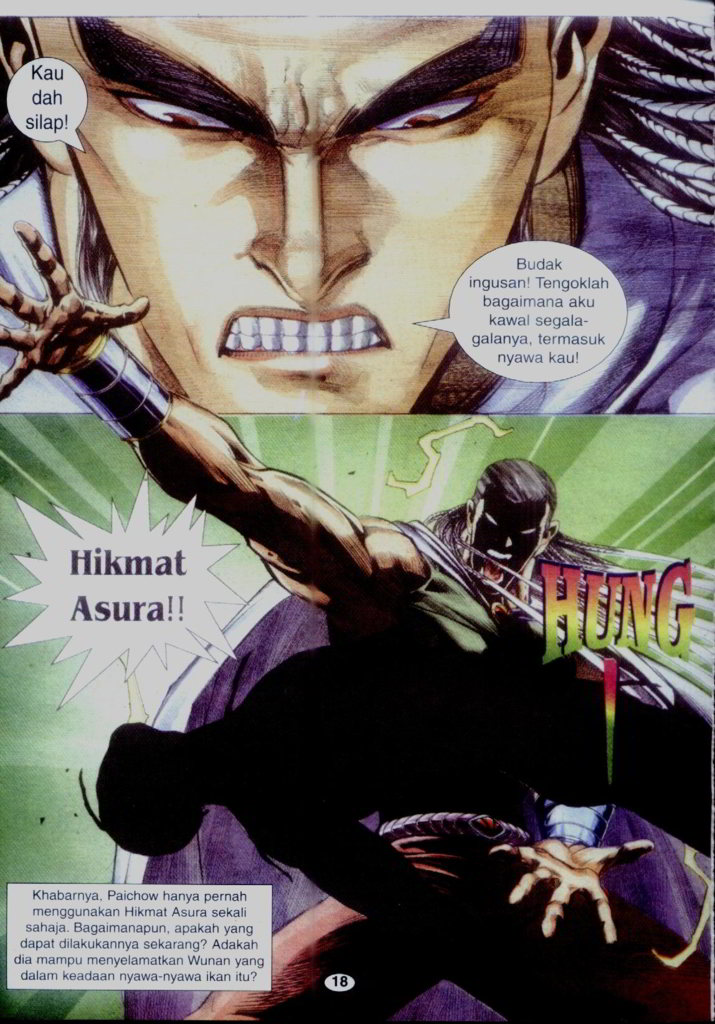 Kau
dah
silap!
Budak
ingusan! Tengoklah
bagaimana aku
kawal segala-
galanya, termasuk
nyawa kau!
Hikmat
Asura!!
HUNG
!
Khabarnya, Paichow hanya pernah
menggunakan Hikmat Asura sekali
sahaja. Bagaimanapun, apakah yang
dapat dilakukannya sekarang? Adakah
dia mampu menyelamatkan Wunan yang
dalam keadaan nyawa-nyawa ikan itu?
18